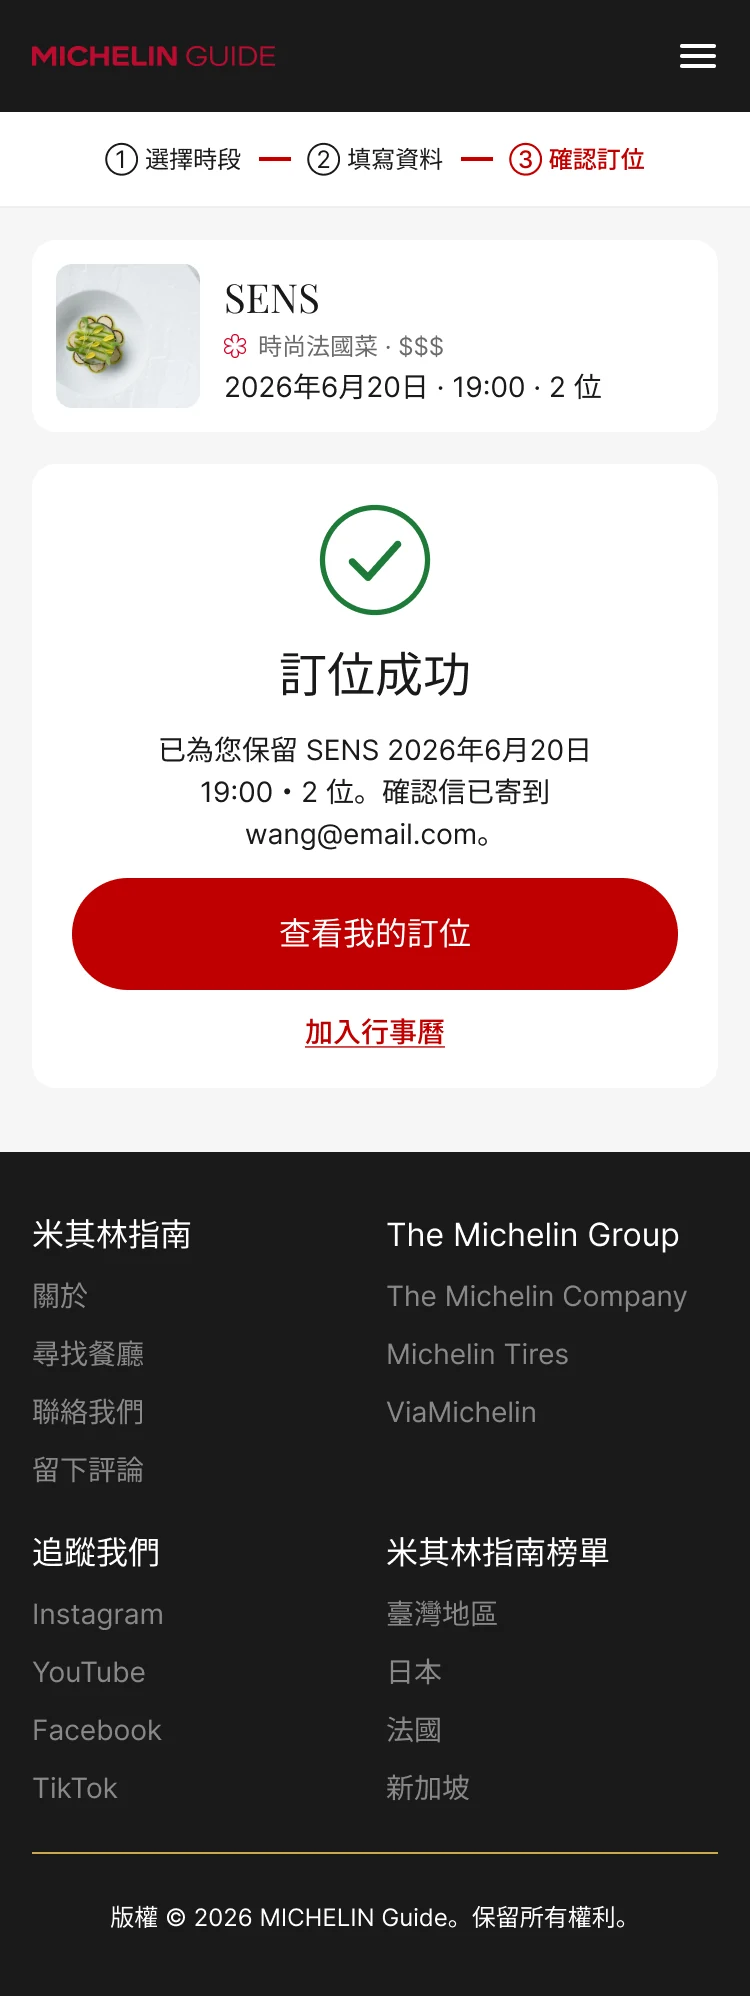 MICHELIN GUIDE
① 選擇時段 ② 填寫資料 ③ 確認訂位
SENS
時尚法國菜 · $$$
2026年6月20日 · 19:00 · 2 位
訂位成功
已為您保留 SENS 2026年6月20日
19:00・2 位。確認信已寄到
wang@email.com。
查看我的訂位
加入行事曆
米其林指南
關於
尋找餐廳
聯絡我們
留下評論
The Michelin Group
The Michelin Company
Michelin Tires
ViaMichelin
追蹤我們
Instagram
YouTube
Facebook
TikTok
米其林指南榜單
臺灣地區
日本
法國
新加坡
版權 © 2026 MICHELIN Guide。保留所有權利。